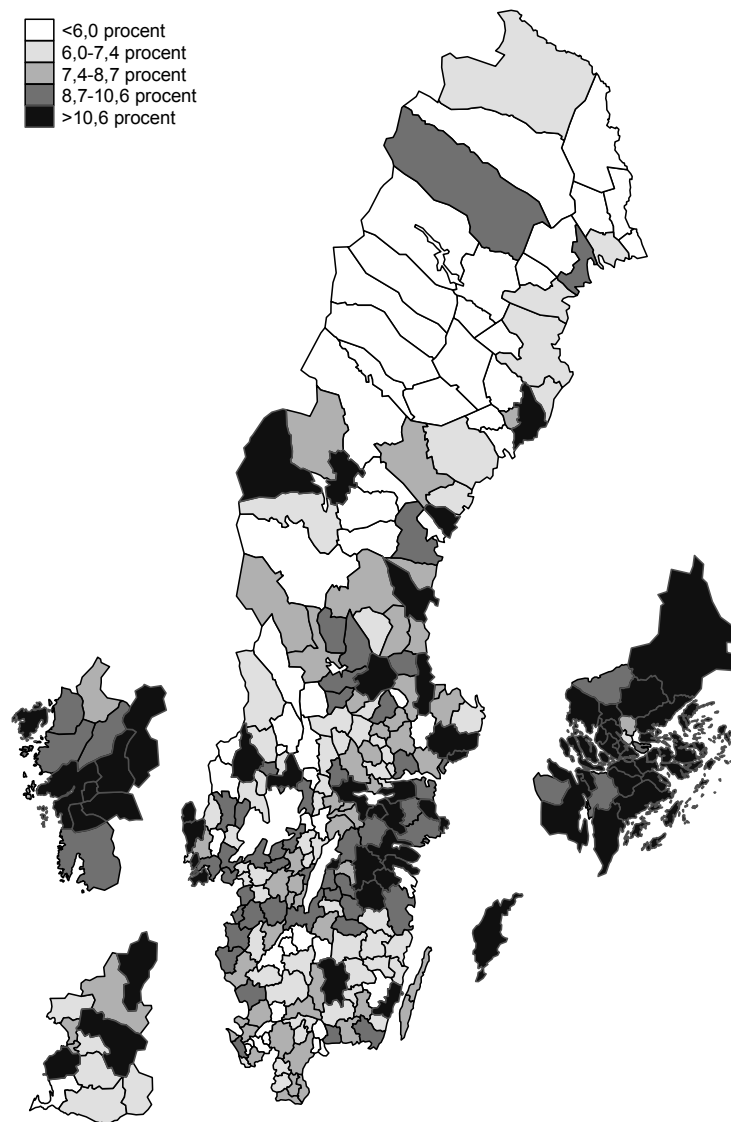 <6,0 procent
6,0-7,4 procent
7,4-8,7 procent
8,7-10,6 procent
>10,6 procent